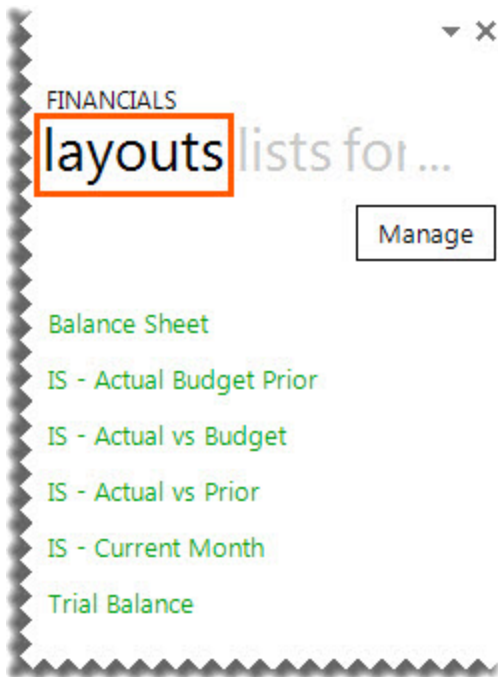 FINANCIALS
layouts lists for...
Manage
Balance Sheet
IS - Actual Budget Prior
IS - Actual vs Budget
IS - Actual vs Prior
IS - Current Month
Trial Balance